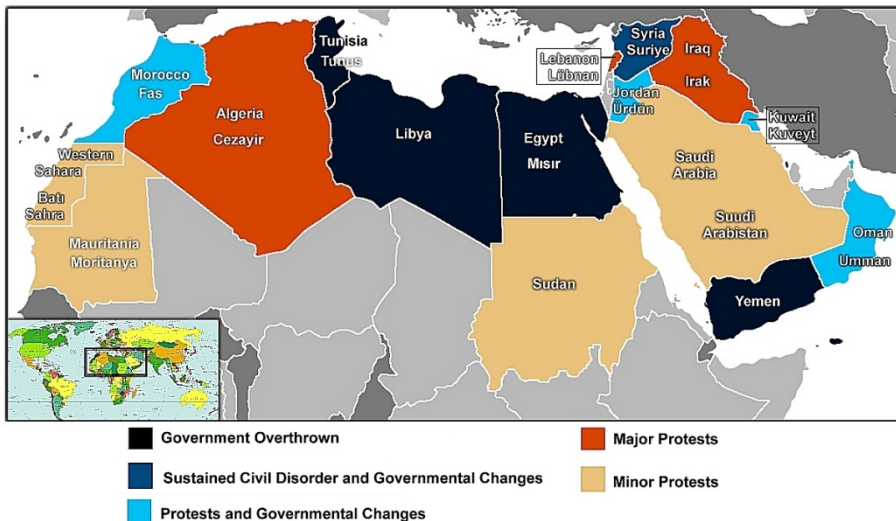 Tunisia
Tunus
Morocco
Fas
Algeria
Cezayir
Libya
Egypt
Mısır
Lebanon
Lübnan
Syria
Suriye
Iraq
Irak
Jordan
Ürdün
Kuwait
Kuveyt
Western
Sahara
Batı
Sahra
Mauritania
Moritanya
Saudi
Arabia
Suudi
Arabistan
Sudan
Oman
Umman
Yemen
Government Overthrown
Sustained Civil Disorder and Governmental Changes
Protests and Governmental Changes
Major Protests
Minor Protests